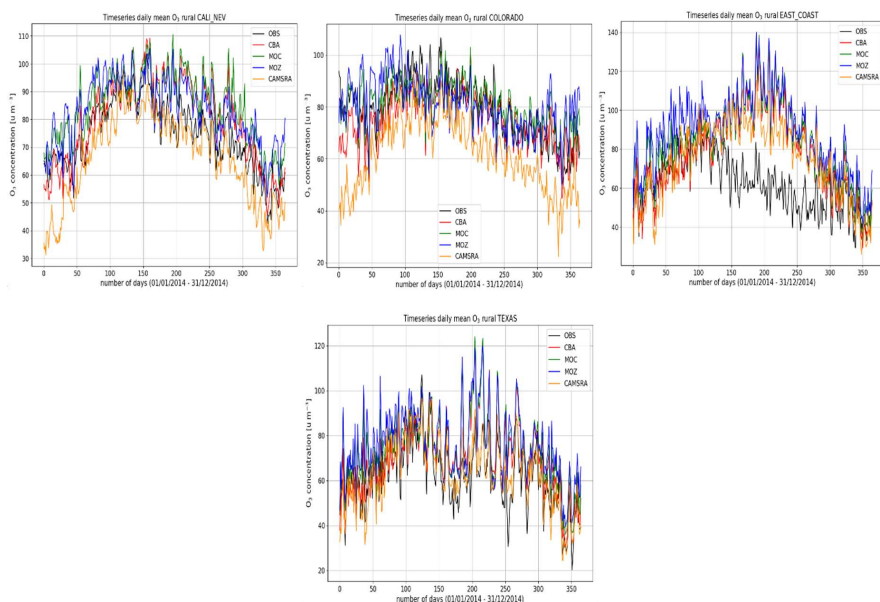 Timeseries daily mean O₃ rural CALI_NEV
OBS
CBA
MOC
MOZ
CAMSRA
O₃ concentration [u m⁻³]
110
100
90
80
70
60
50
40
30
0 50 100 150 200 250 300 350
number of days (01/01/2014 - 31/12/2014)
Timeseries daily mean O₃ rural COLORADO
OBS
CBA
MOC
MOZ
CAMSRA
O₃ concentration [u m⁻³]
100
80
60
40
20
0 50 100 150 200 250 300 350
number of days (01/01/2014 - 31/12/2014)
Timeseries daily mean O₃ rural EAST_COAST
OBS
CBA
MOC
MOZ
CAMSRA
O₃ concentration [u m⁻³]
140
120
100
80
60
40
0 50 100 150 200 250 300 350
number of days (01/01/2014 - 31/12/2014)
Timeseries daily mean O₃ rural TEXAS
OBS
CBA
MOC
MOZ
CAMSRA
O₃ concentration [u m⁻³]
120
100
80
60
40
20
0 50 100 150 200 250 300 350
number of days (01/01/2014 - 31/12/2014)